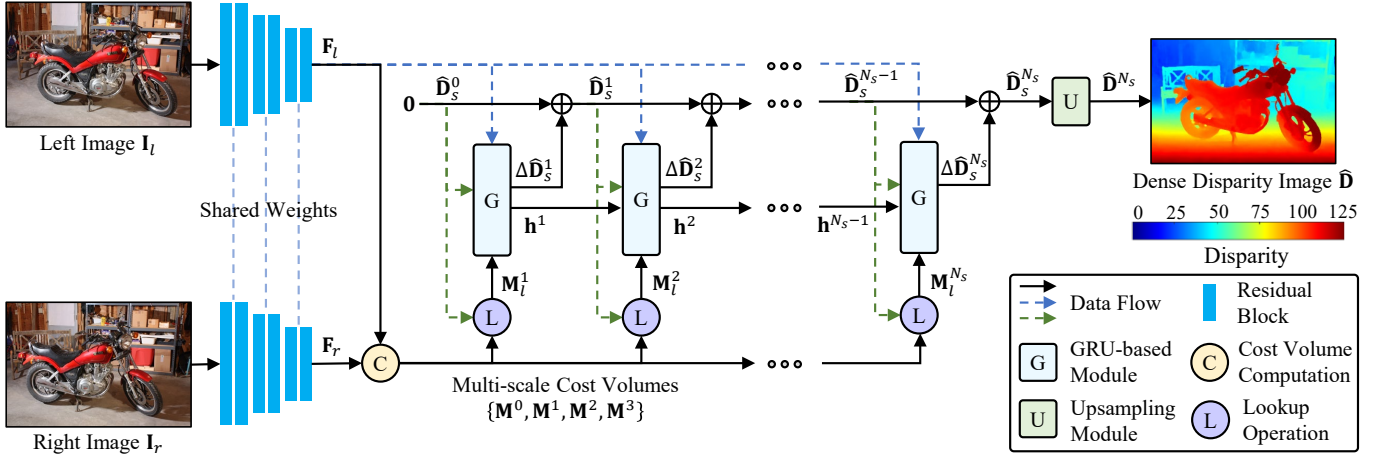 Left Image I_l
Shared Weights
Right Image I_r
F_l
F_r
C
0
D̂_s^0
D̂_s^1
D̂_s^{N_s−1}
D̂_s^{N_s}
D̂^{N_s}
U
G
ΔD̂_s^1
G
ΔD̂_s^2
G
ΔD̂_s^{N_s}
h^1
h^2
h^{N_s−1}
M_l^1
M_l^2
M_l^{N_s}
L
L
L
Multi-scale Cost Volumes
{M^0, M^1, M^2, M^3}
Dense Disparity Image D̂
0 25 50 75 100 125
Disparity
Data Flow
Residual
Block
G
GRU-based
Module
C
Cost Volume
Computation
U
Upsampling
Module
L
Lookup
Operation